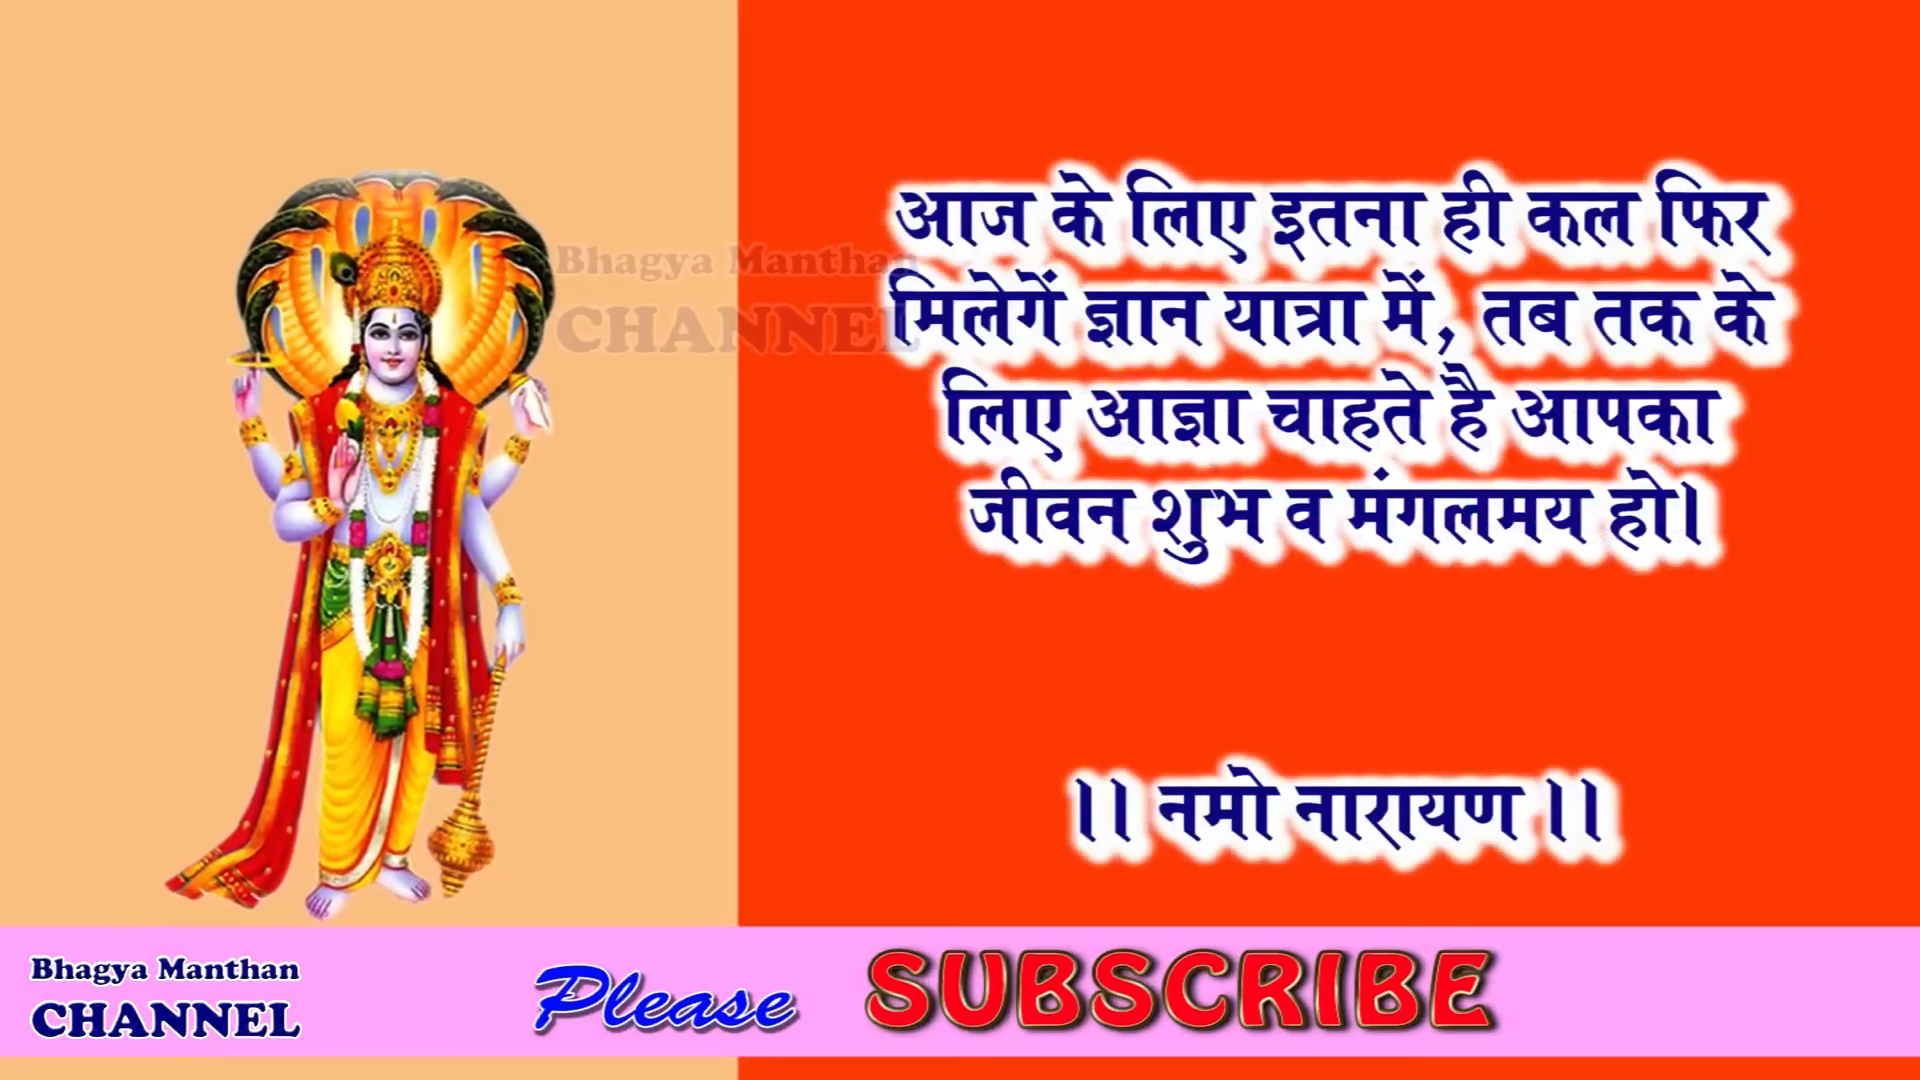 Bhagya Manthan
CHANNEL
आज के लिए इतना ही कल फिर
मिलेगें ज्ञान यात्रा में, तब तक के
लिए आज्ञा चाहते है आपका
जीवन शुभ व मंगलमय हो।
।। नमो नारायण ।।
Bhagya Manthan
CHANNEL
Please SUBSCRIBE